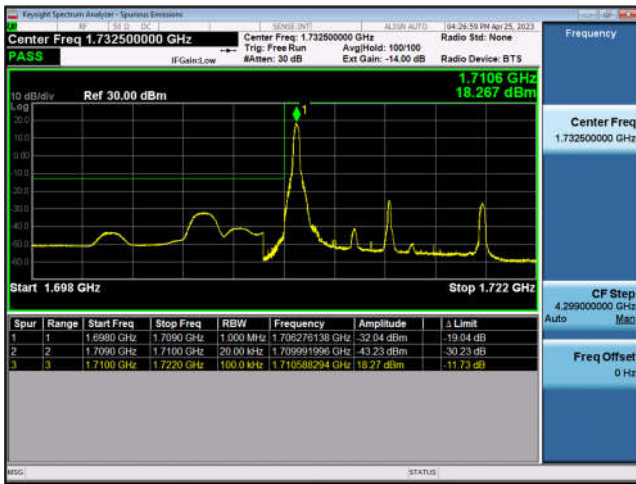 Keysight Spectrum Analyzer - Spurious Emissions
RF 50 Ω DC SENSE:INT ALIGN AUTO 04:26:59 PM Apr 25, 2023
Center Freq 1.732500000 GHz
Center Freq: 1.732500000 GHz
Radio Std: None
PASS
IFGain:Low
Trig: Free Run
Avg|Hold: 100/100
#Atten: 30 dB
Ext Gain: -14.00 dB
Radio Device: BTS
1.7106 GHz
18.267 dBm
10 dB/div
Ref 30.00 dBm
Log
20.0
10.0
0.00
-10.0
-20.0
-30.0
-40.0
-50.0
-60.0
1
Start 1.698 GHz
Stop 1.722 GHz
Spur Range Start Freq Stop Freq RBW Frequency Amplitude Δ Limit
1 1 1.6980 GHz 1.7090 GHz 1.000 MHz 1.706276138 GHz -32.04 dBm -19.04 dB
2 2 1.7090 GHz 1.7100 GHz 20.00 kHz 1.709991996 GHz -43.23 dBm -30.23 dB
3 3 1.7100 GHz 1.7220 GHz 100.0 kHz 1.710588294 GHz 18.27 dBm -11.73 dB
MSG
STATUS
Frequency
Center Freq
1.732500000 GHz
CF Step
4.299000000 GHz
Auto Man
Freq Offset
0 Hz